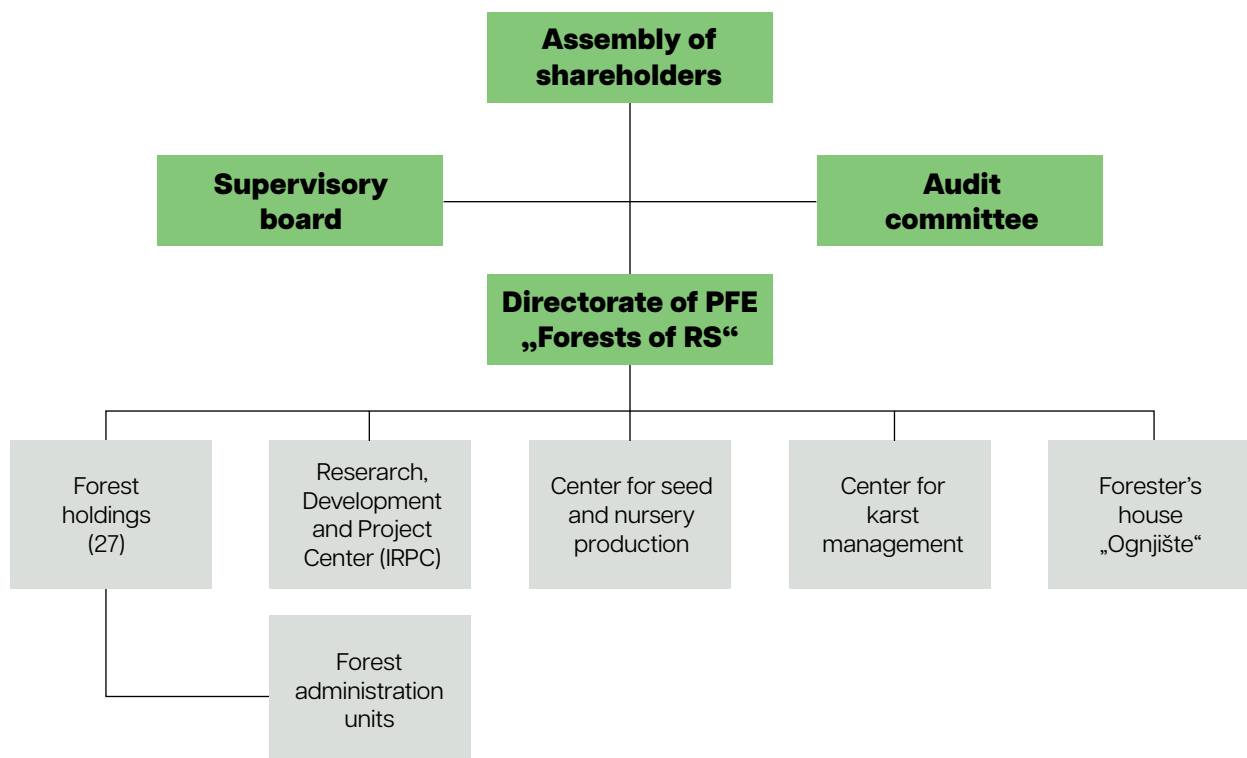 Assembly of
shareholders
Supervisory
board
Audit
committee
Directorate of PFE
„Forests of RS“
Forest
holdings
(27)
Reserarch,
Development
and Project
Center (IRPC)
Center for seed
and nursery
production
Center for
karst
management
Forester’s
house
„Ognjište“
Forest
administration
units